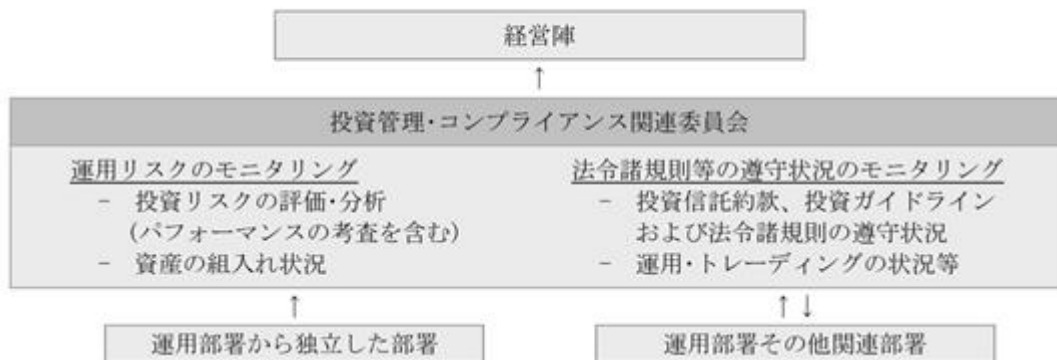 経営陣
↑
投資管理・コンプライアンス関連委員会
運用リスクのモニタリング
− 投資リスクの評価・分析
(パフォーマンスの考査を含む)
− 資産の組入れ状況
法令諸規則等の遵守状況のモニタリング
− 投資信託約款、投資ガイドライン
および法令諸規則の遵守状況
− 運用・トレーディングの状況等
↑
↑↓
運用部署から独立した部署
運用部署その他関連部署